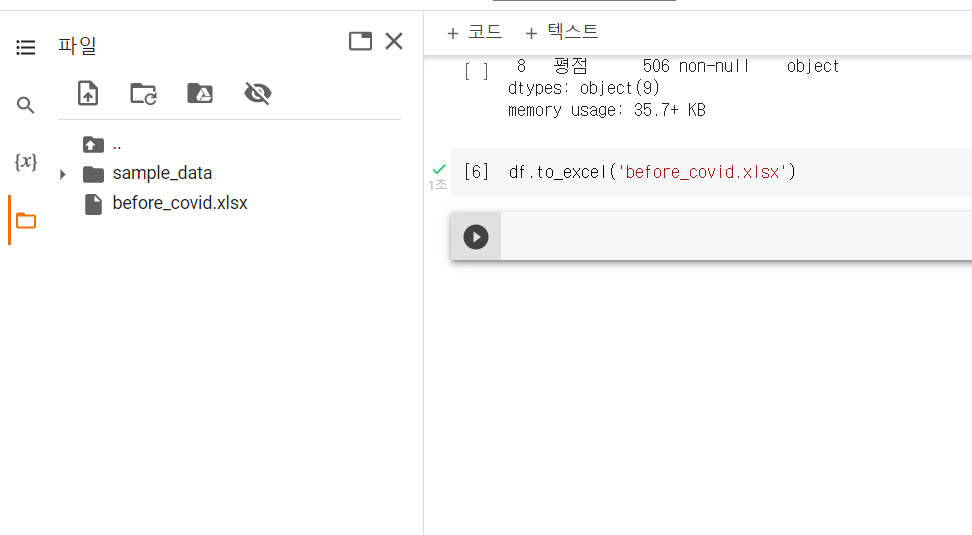 파일
..
sample_data
before_covid.xlsx
{x}
+ 코드 + 텍스트
[ ] 8 평점 506 non-null object
dtypes: object(9)
memory usage: 35.7+ KB
[6] df.to_excel('before_covid.xlsx')
1초